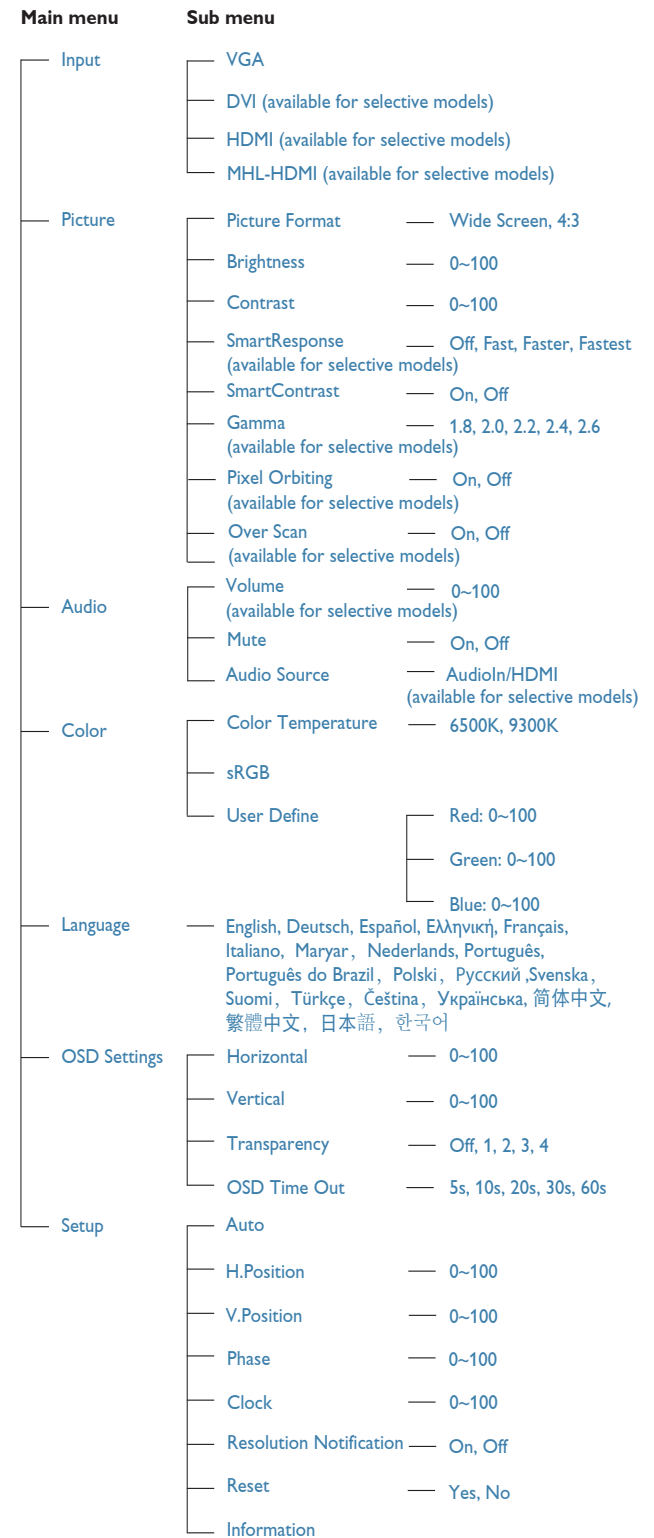 Main menu Sub menu
Input VGA
DVI (available for selective models)
HDMI (available for selective models)
MHL-HDMI (available for selective models)
Picture Picture Format Wide Screen, 4:3
Brightness 0~100
Contrast 0~100
SmartResponse Off, Fast, Faster, Fastest
(available for selective models)
SmartContrast On, Off
Gamma 1.8, 2.0, 2.2, 2.4, 2.6
(available for selective models)
Pixel Orbiting On, Off
(available for selective models)
Over Scan On, Off
(available for selective models)
Volume 0~100
Audio (available for selective models)
Mute On, Off
Audio Source AudioIn/HDMI
(available for selective models)
Color Color Temperature 6500K, 9300K
sRGB
User Define Red: 0~100
Green: 0~100
Blue: 0~100
Language English, Deutsch, Español, Ελληνική, Français,
Italiano, Maryar, Nederlands, Português,
Português do Brazil, Polski, Русский ,Svenska,
Suomi, Türkçe, Čeština, Українська, 简体中文,
繁體中文, 日本語, 한국어
OSD Settings Horizontal 0~100
Vertical 0~100
Transparency Off, 1, 2, 3, 4
OSD Time Out 5s, 10s, 20s, 30s, 60s
Setup Auto
H.Position 0~100
V.Position 0~100
Phase 0~100
Clock 0~100
Resolution Notification On, Off
Reset Yes, No
Information